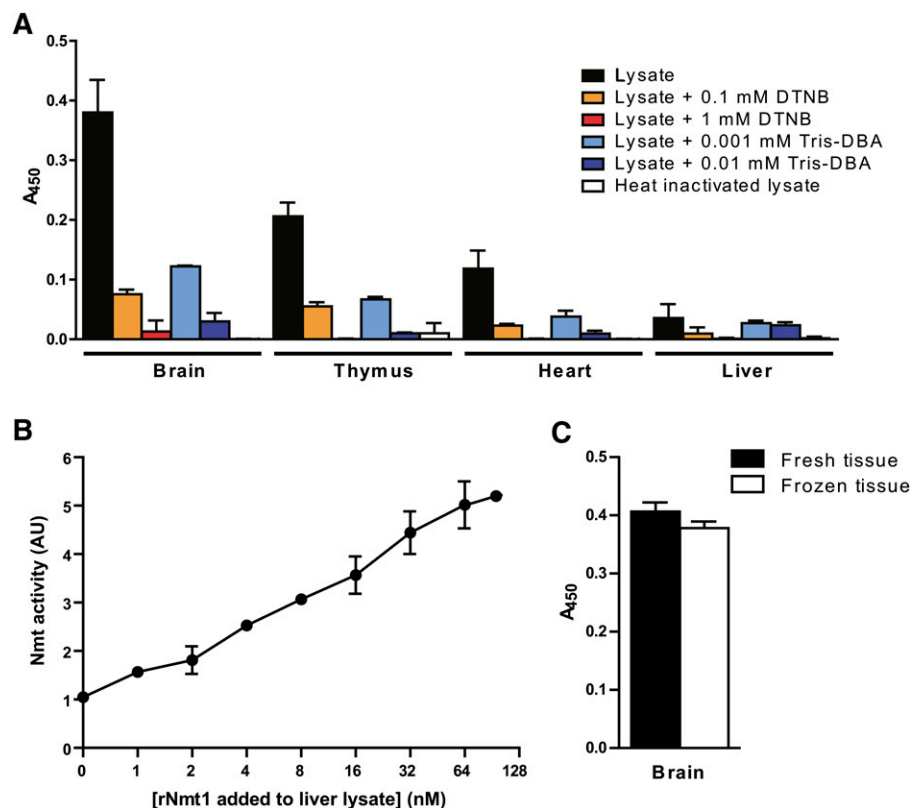 A
0.5
0.4
0.3
0.2
0.1
0.0
A450
Lysate
Lysate + 0.1 mM DTNB
Lysate + 1 mM DTNB
Lysate + 0.001 mM Tris-DBA
Lysate + 0.01 mM Tris-DBA
Heat inactivated lysate
Brain Thymus Heart Liver
B
6
5
4
3
2
1
0
Nmt activity (AU)
0 1 2 4 8 16 32 64 128
[rNmt1 added to liver lysate] (nM)
C
Fresh tissue
Frozen tissue
0.5
0.4
0.3
0.3
0.1
0.0
A450
Brain